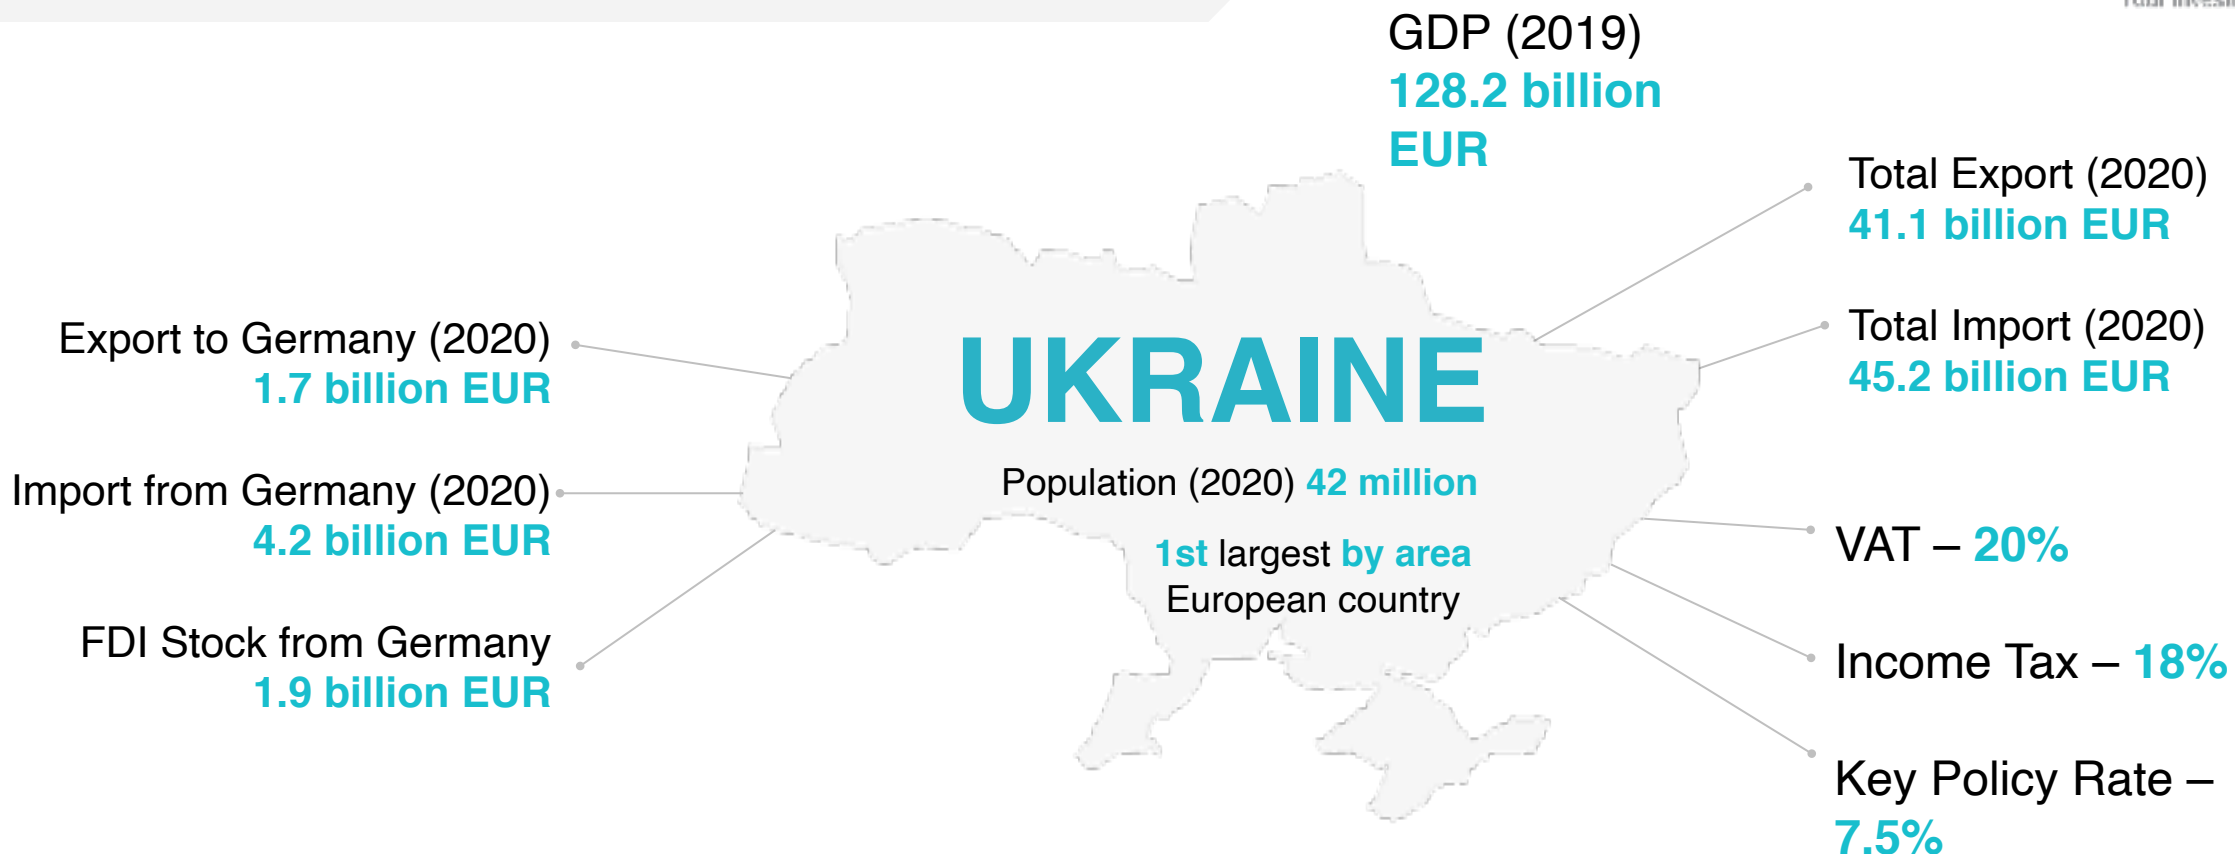 GDP (2019)
128.2 billion
EUR
Total Export (2020)
41.1 billion EUR
Total Import (2020)
45.2 billion EUR
Export to Germany (2020)
1.7 billion EUR
Import from Germany (2020)
4.2 billion EUR
FDI Stock from Germany
1.9 billion EUR
UKRAINE
Population (2020) 42 million
1st largest by area
European country
VAT – 20%
Income Tax – 18%
Key Policy Rate –
7.5%